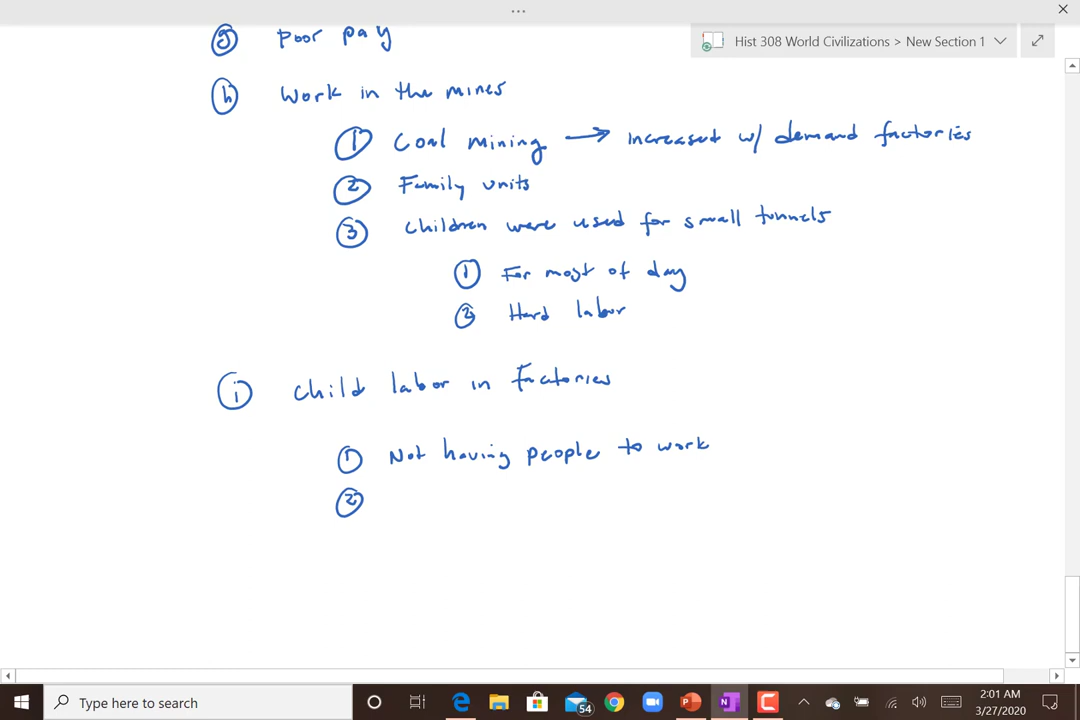 ...
Hist 308 World Civilizations > New Section 1
g Poor pay
h Work in the mines
1 Coal mining → increased w/ demand factories
2 Family units
3 Children were used for small tunnels
1 For most of day
2 Hard labor
i Child labor in factories
1 Not having people to work
2
Type here to search
54
2:01 AM
3/27/2020